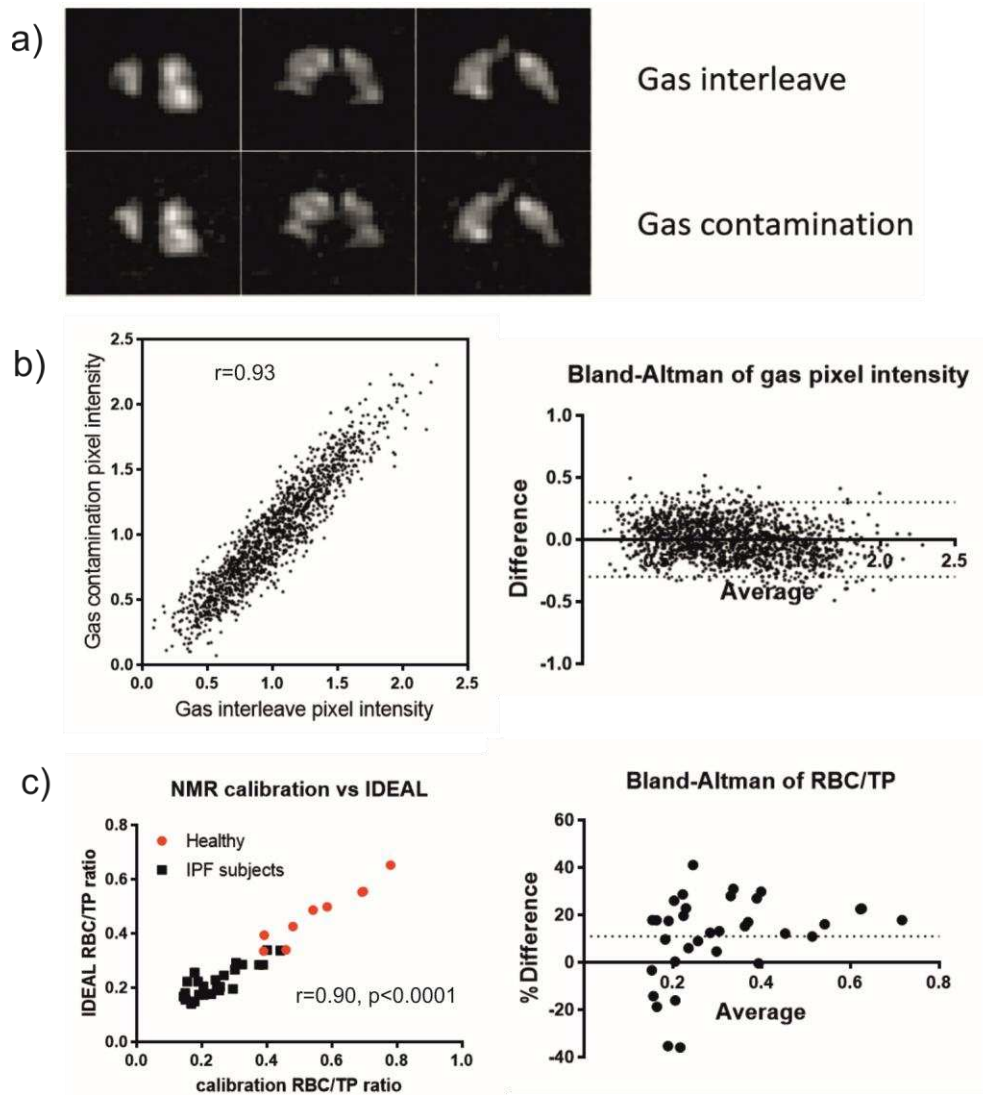 a)
Gas interleave
Gas contamination
b)
2.5
2.0
1.5
1.0
0.5
0.0
0.0 0.5 1.0 1.5 2.0 2.5
r=0.93
Gas contamination pixel intensity
Gas interleave pixel intensity
Bland-Altman of gas pixel intensity
1.0
0.5
0.0
-0.5
-1.0
0.5 1.0 1.5 2.0 2.5
Difference
Average
c)
NMR calibration vs IDEAL
0.8
0.6
0.4
0.2
0.0
0.0 0.2 0.4 0.6 0.8 1.0
Healthy
IPF subjects
r=0.90, p<0.0001
IDEAL RBC/TP ratio
calibration RBC/TP ratio
Bland-Altman of RBC/TP
60
40
20
0
-20
-40
0.2 0.4 0.6 0.8
% Difference
Average